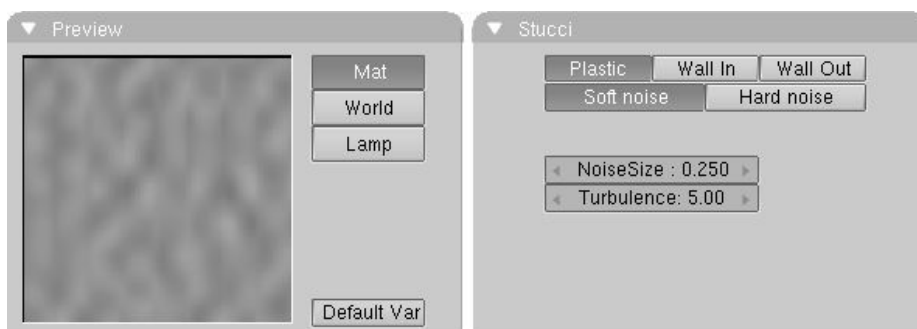 Preview
Mat
World
Lamp
Default Var
Stucci
Plastic Wall In Wall Out
Soft noise Hard noise
NoiseSize : 0.250
Turbulence: 5.00